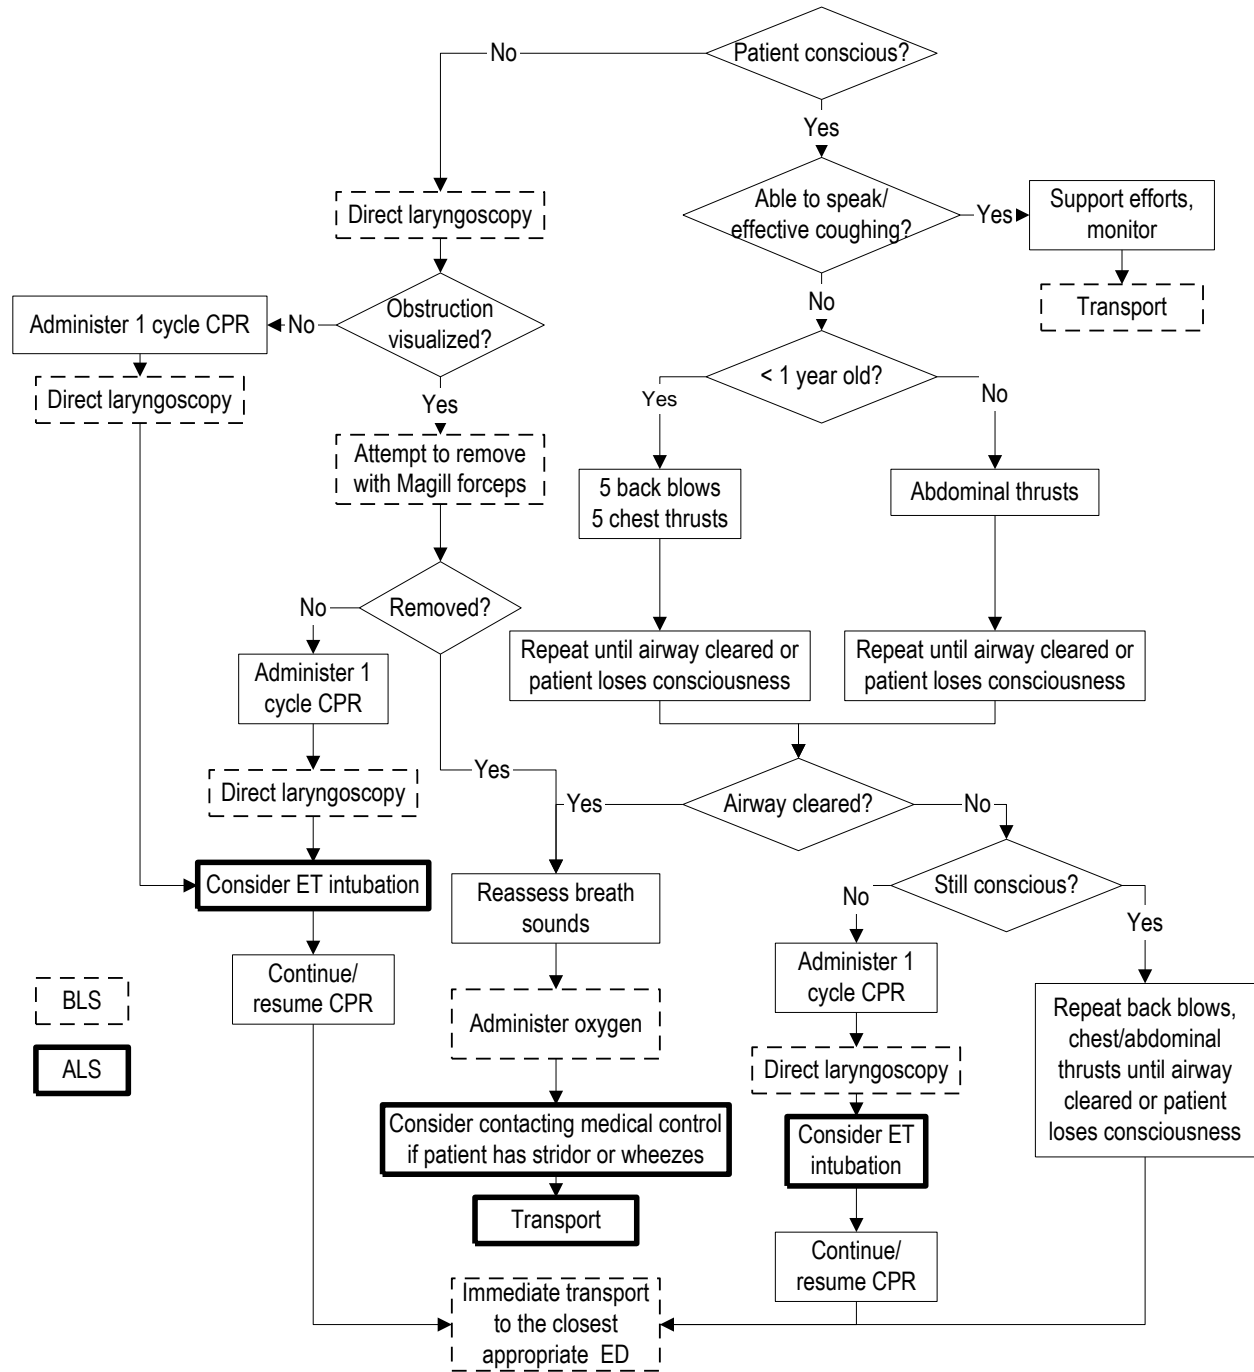 Patient conscious?
No
Yes
Direct laryngoscopy
Able to speak/
effective coughing?
Yes
Support efforts,
monitor
Transport
No
Obstruction
visualized?
No
Administer 1 cycle CPR
Direct laryngoscopy
Yes
Attempt to remove
with Magill forceps
< 1 year old?
Yes
No
5 back blows
5 chest thrusts
Abdominal thrusts
Removed?
No
Administer 1
cycle CPR
Direct laryngoscopy
Yes
Repeat until airway cleared or
patient loses consciousness
Repeat until airway cleared or
patient loses consciousness
Airway cleared?
Yes
No
Consider ET intubation
Continue/
resume CPR
Reassess breath
sounds
Administer oxygen
Consider contacting medical control
if patient has stridor or wheezes
Transport
Still conscious?
No
Yes
Administer 1
cycle CPR
Direct laryngoscopy
Consider ET
intubation
Continue/
resume CPR
Repeat back blows,
chest/abdominal
thrusts until airway
cleared or patient
loses consciousness
BLS
ALS
Immediate transport
to the closest
appropriate ED